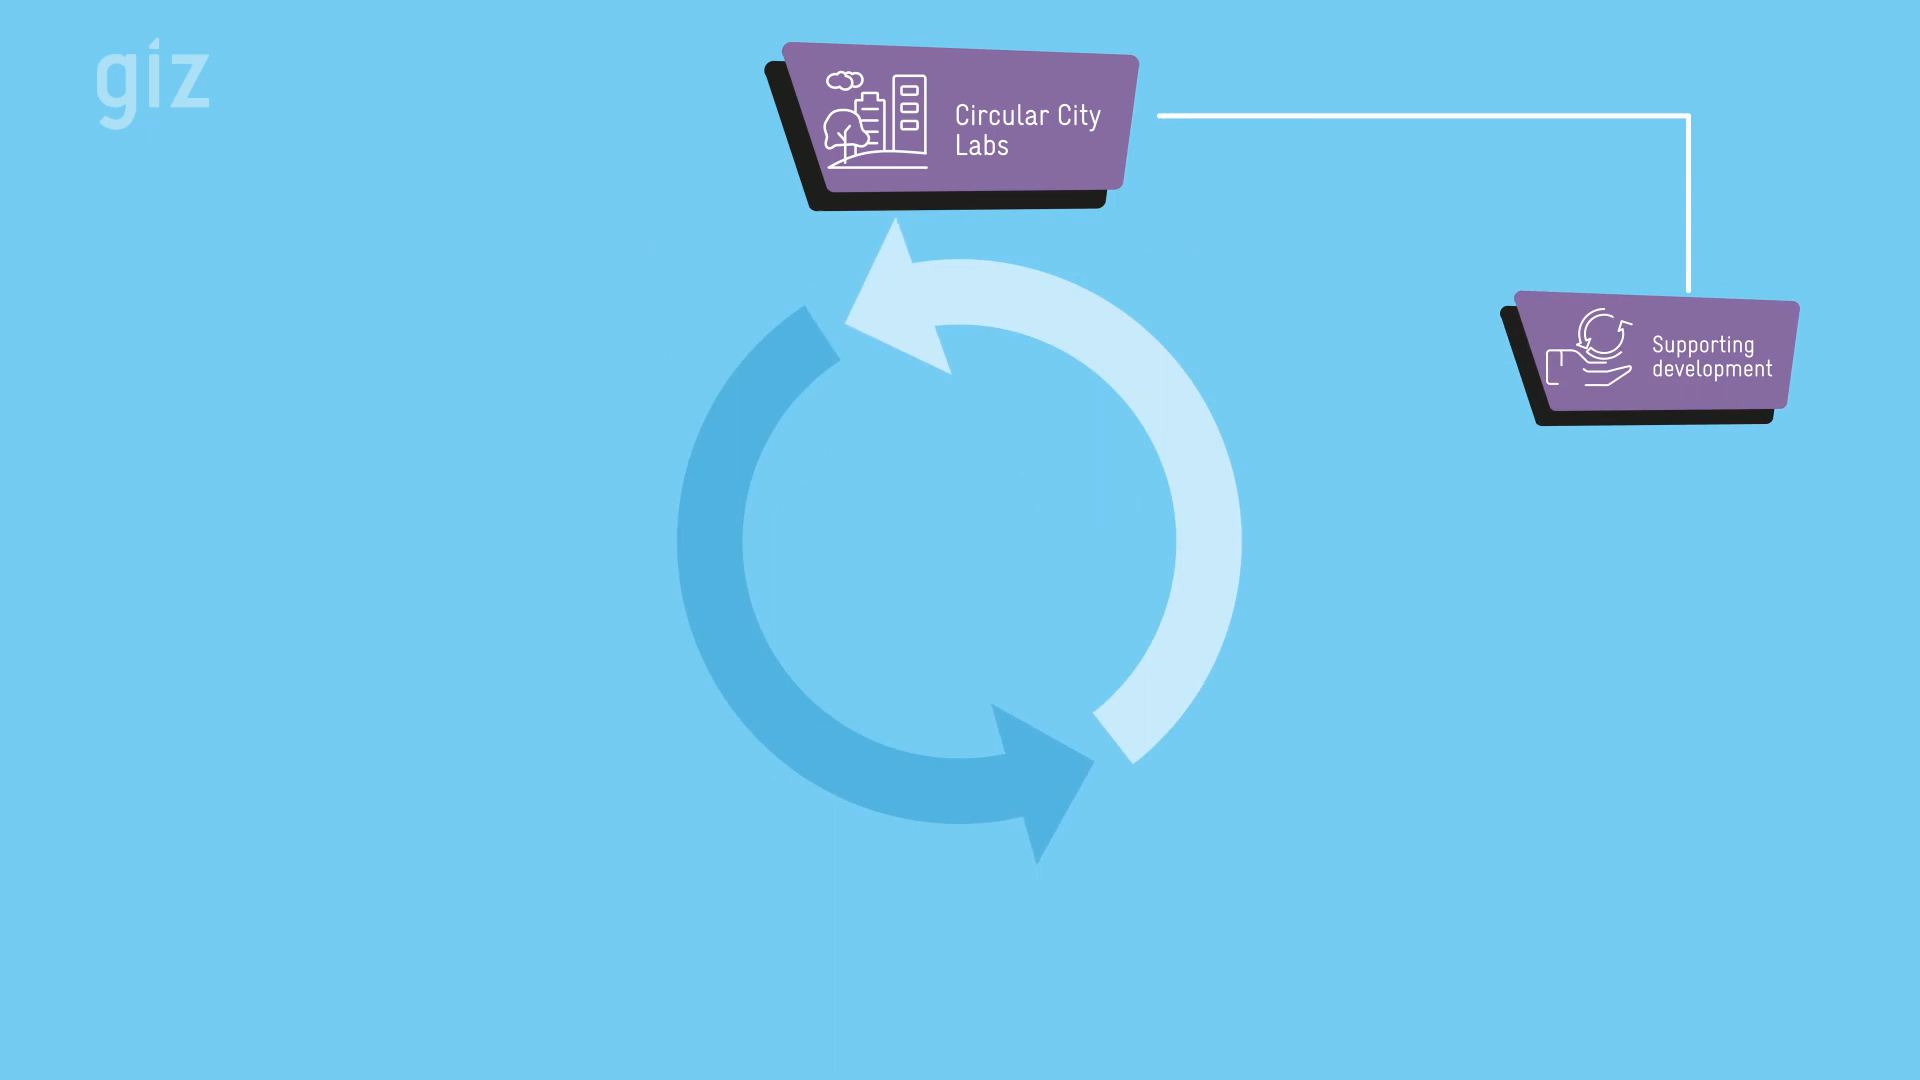 giz
Circular City
Labs
Supporting
development